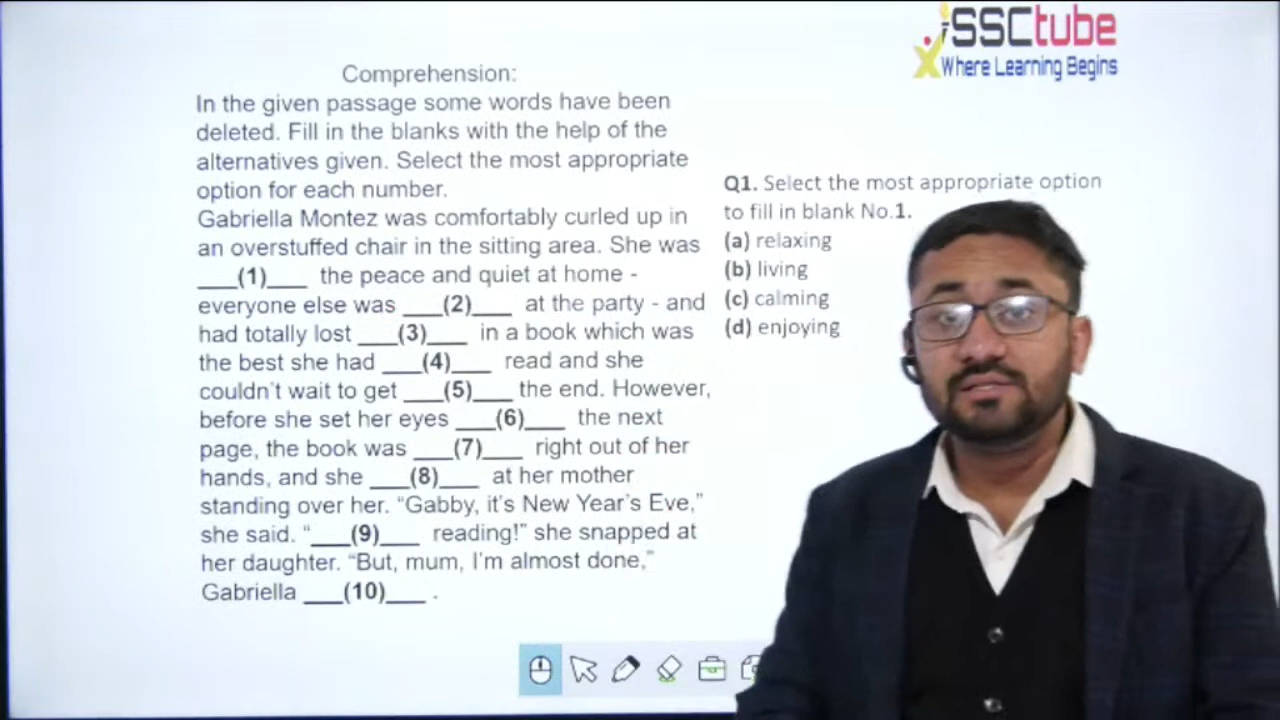 SSCtube
Where Learning Begins
Comprehension:
In the given passage some words have been
deleted. Fill in the blanks with the help of the
alternatives given. Select the most appropriate
option for each number.
Gabriella Montez was comfortably curled up in
an overstuffed chair in the sitting area. She was
___(1)___ the peace and quiet at home -
everyone else was ___(2)___ at the party - and
had totally lost ___(3)___ in a book which was
the best she had ___(4)___ read and she
couldn't wait to get ___(5)___ the end. However,
before she set her eyes ___(6)___ the next
page, the book was ___(7)___ right out of her
hands, and she ___(8)___ at her mother
standing over her. “Gabby, it's New Year's Eve,”
she said. “___(9)___ reading!” she snapped at
her daughter. “But, mum, I'm almost done,”
Gabriella ___(10)___ .
Q1. Select the most appropriate option
to fill in blank No.1.
(a) relaxing
(b) living
(c) calming
(d) enjoying